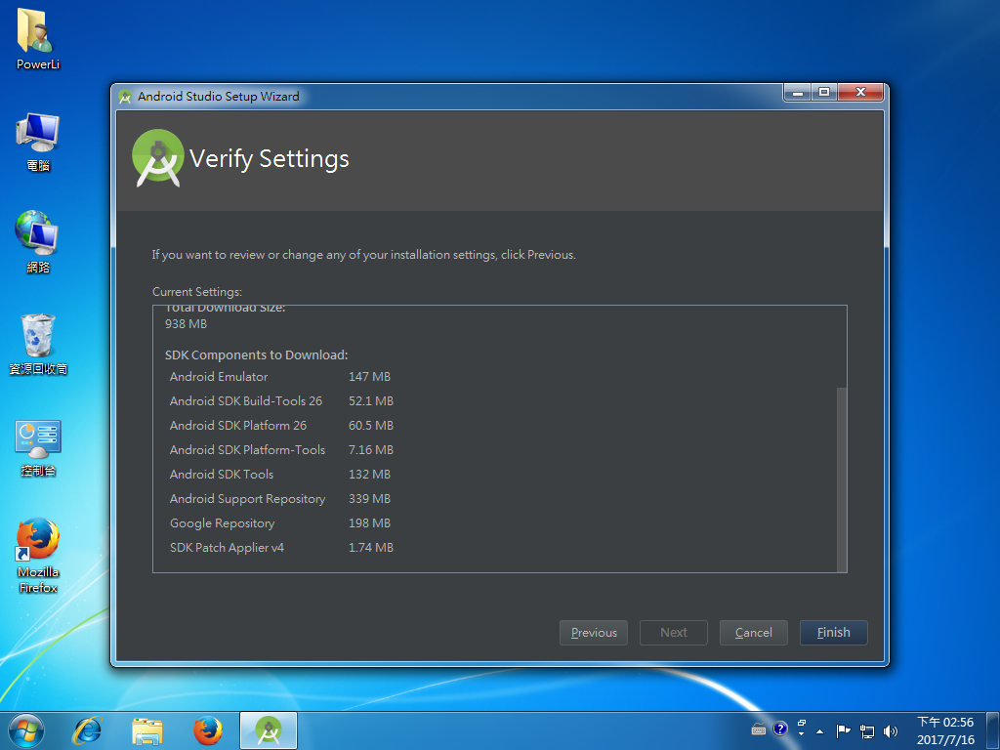 PowerLi
電腦
網路
資源回收筒
控制台
Mozilla
Firefox
Android Studio Setup Wizard
Verify Settings
If you want to review or change any of your installation settings, click Previous.
Current Settings:
Total Download Size:
938 MB
SDK Components to Download:
Android Emulator 147 MB
Android SDK Build-Tools 26 52.1 MB
Android SDK Platform 26 60.5 MB
Android SDK Platform-Tools 7.16 MB
Android SDK Tools 132 MB
Android Support Repository 339 MB
Google Repository 198 MB
SDK Patch Applier v4 1.74 MB
Previous Next Cancel Finish
下午 02:56
2017/7/16